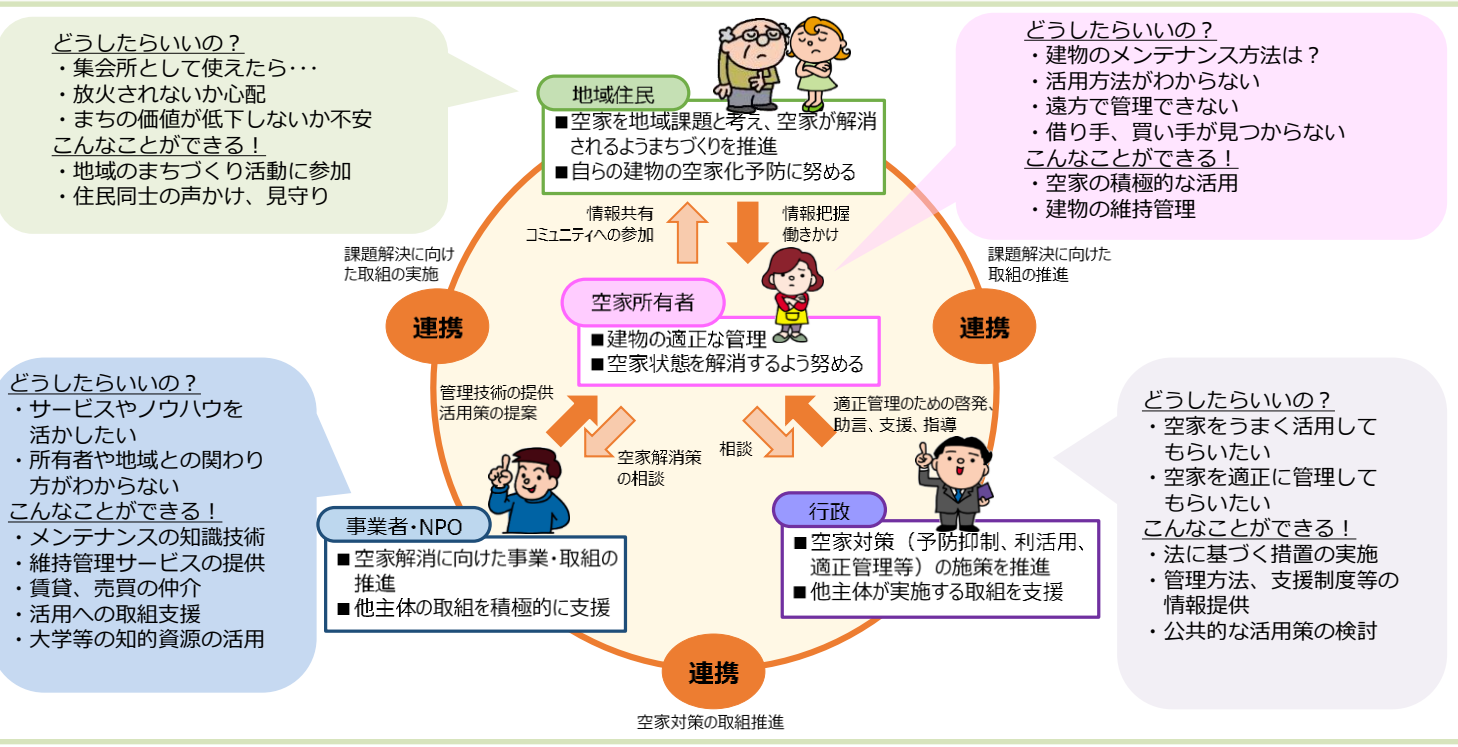 どうしたらいいの？
・集会所として使えたら･･･
・放火されないか心配
・まちの価値が低下しないか不安
こんなことができる！
・地域のまちづくり活動に参加
・住民同士の声かけ、見守り
地域住民
■空家を地域課題と考え、空家が解消
されるようまちづくりを推進
■自らの建物の空家化予防に努める
どうしたらいいの？
・建物のメンテナンス方法は？
・活用方法がわからない
・遠方で管理できない
・借り手、買い手が見つからない
こんなことができる！
・空家の積極的な活用
・建物の維持管理
情報共有
コミュニティへの参加
情報把握
働きかけ
課題解決に向け
た取組の実施
課題解決に向けた
取組の推進
連携
連携
空家所有者
■建物の適正な管理
■空家状態を解消するよう努める
管理技術の提供
活用策の提案
空家解消策
の相談
相談
適正管理のための啓発、
助言、支援、指導
どうしたらいいの？
・サービスやノウハウを
活かしたい
・所有者や地域との関わり
方がわからない
こんなことができる！
・メンテナンスの知識技術
・維持管理サービスの提供
・賃貸、売買の仲介
・活用への取組支援
・大学等の知的資源の活用
事業者・NPO
■空家解消に向けた事業・取組の
推進
■他主体の取組を積極的に支援
行政
■空家対策（予防抑制、利活用、
適正管理等）の施策を推進
■他主体が実施する取組を支援
どうしたらいいの？
・空家をうまく活用して
もらいたい
・空家を適正に管理して
もらいたい
こんなことができる！
・法に基づく措置の実施
・管理方法、支援制度等の
情報提供
・公共的な活用策の検討
連携
空家対策の取組推進